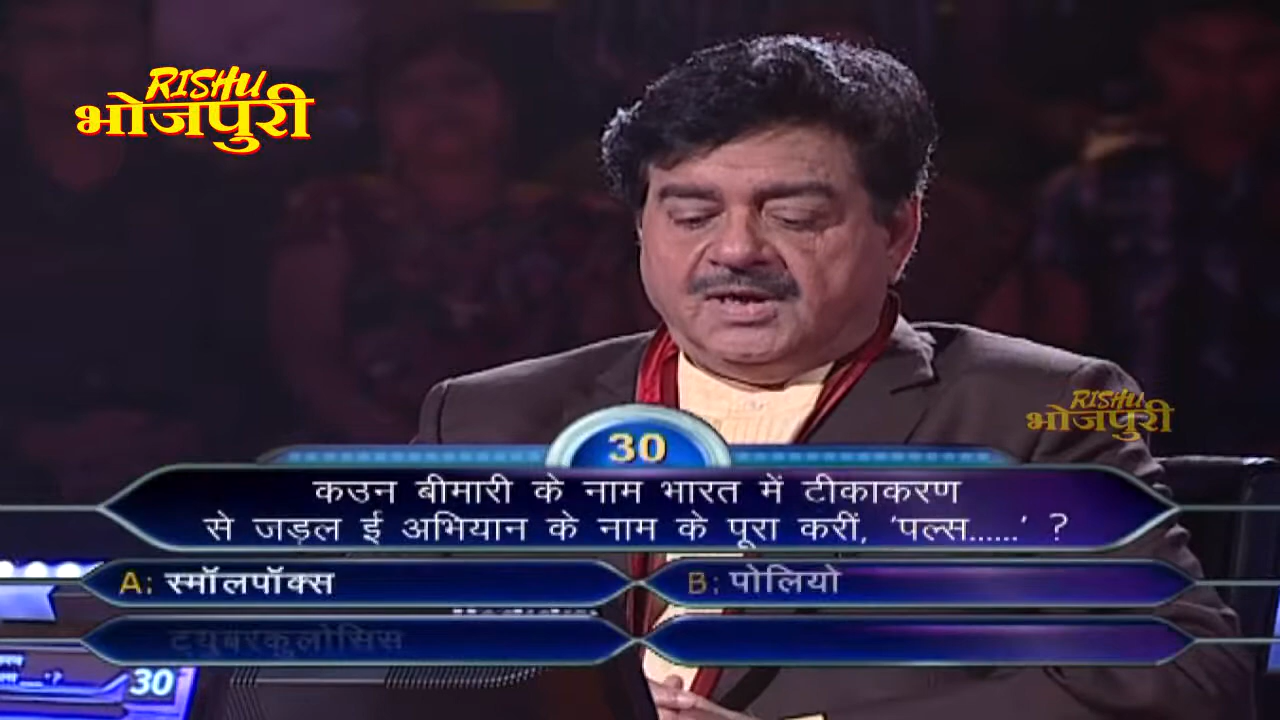 RISHU
भोजपुरी
RISHU
भोजपुरी
30
कउन बीमारी के नाम भारत में टीकाकरण
से जड़ल ई अभियान के नाम के पूरा करीं, ‘पल्स......’ ?
A: स्मॉलपॉक्स
B: पोलियो
ट्युबरकुलोसिस
30